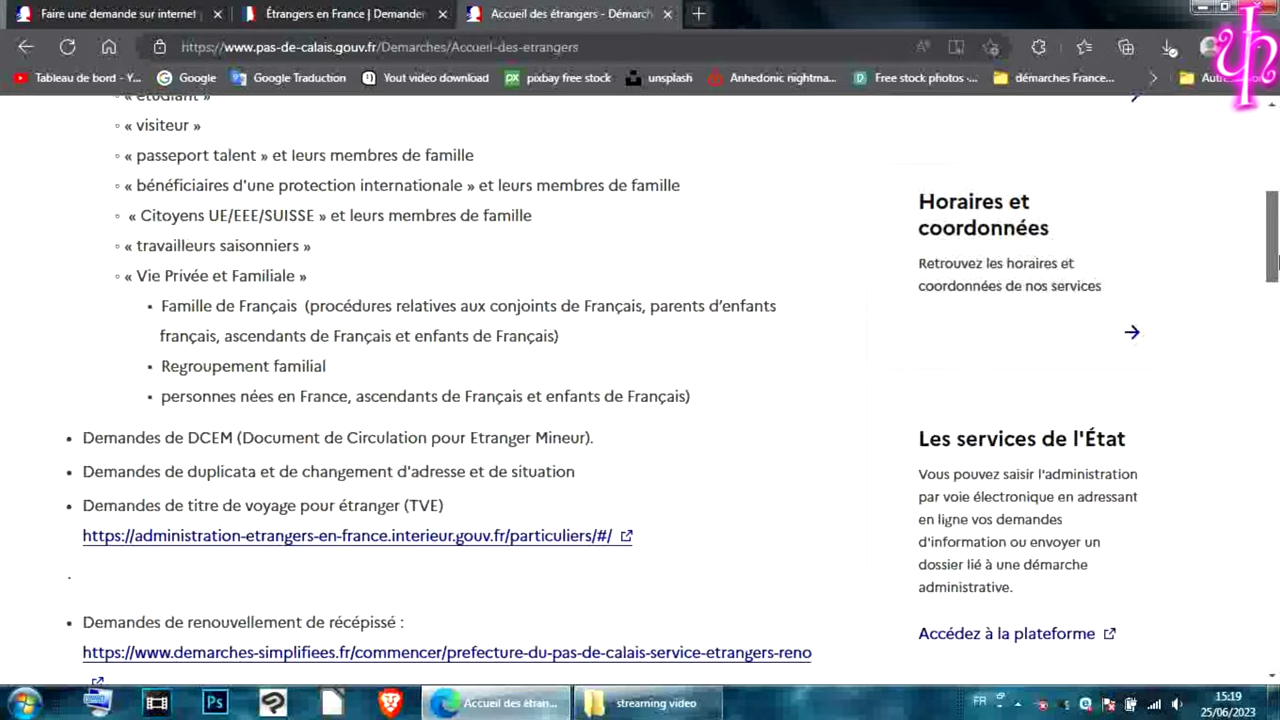 Faire une demande sur internet
Étrangers en France | Demander
Accueil des étrangers - Démarch
https://www.pas-de-calais.gouv.fr/Demarches/Accueil-des-etrangers
Tableau de bord - Y...
Google
Google Traduction
Yout video download
pixbay free stock
unsplash
Anhedonic nightma...
Free stock photos -...
démarches France...
Autre
◦ « étudiant »
◦ « visiteur »
◦ « passeport talent » et leurs membres de famille
◦ « bénéficiaires d'une protection internationale » et leurs membres de famille
◦ « Citoyens UE/EEE/SUISSE » et leurs membres de famille
◦ « travailleurs saisonniers »
◦ « Vie Privée et Familiale »
▪ Famille de Français (procédures relatives aux conjoints de Français, parents d'enfants
français, ascendants de Français et enfants de Français)
▪ Regroupement familial
▪ personnes nées en France, ascendants de Français et enfants de Français)
• Demandes de DCEM (Document de Circulation pour Etranger Mineur).
• Demandes de duplicata et de changement d'adresse et de situation
• Demandes de titre de voyage pour étranger (TVE)
https://administration-etrangers-en-france.interieur.gouv.fr/particuliers/#/
.
• Demandes de renouvellement de récépissé :
https://www.demarches-simplifiees.fr/commencer/prefecture-du-pas-de-calais-service-etrangers-reno
Horaires et
coordonnées
Retrouvez les horaires et
coordonnées de nos services
Les services de l'État
Vous pouvez saisir l'administration
par voie électronique en adressant
en ligne vos demandes
d'information ou envoyer un
dossier lié à une démarche
administrative.
Accédez à la plateforme
Ps
Accueil des étran...
streaming video
FR
15:19
25/06/2023